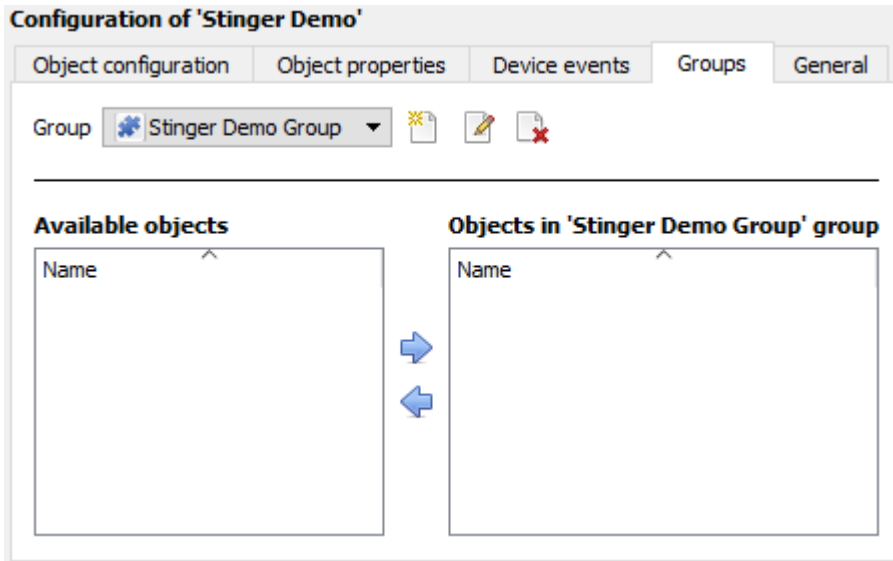 Configuration of 'Stinger Demo'
Object configuration Object properties Device events Groups General
Group Stinger Demo Group
Available objects Objects in 'Stinger Demo Group' group
Name Name